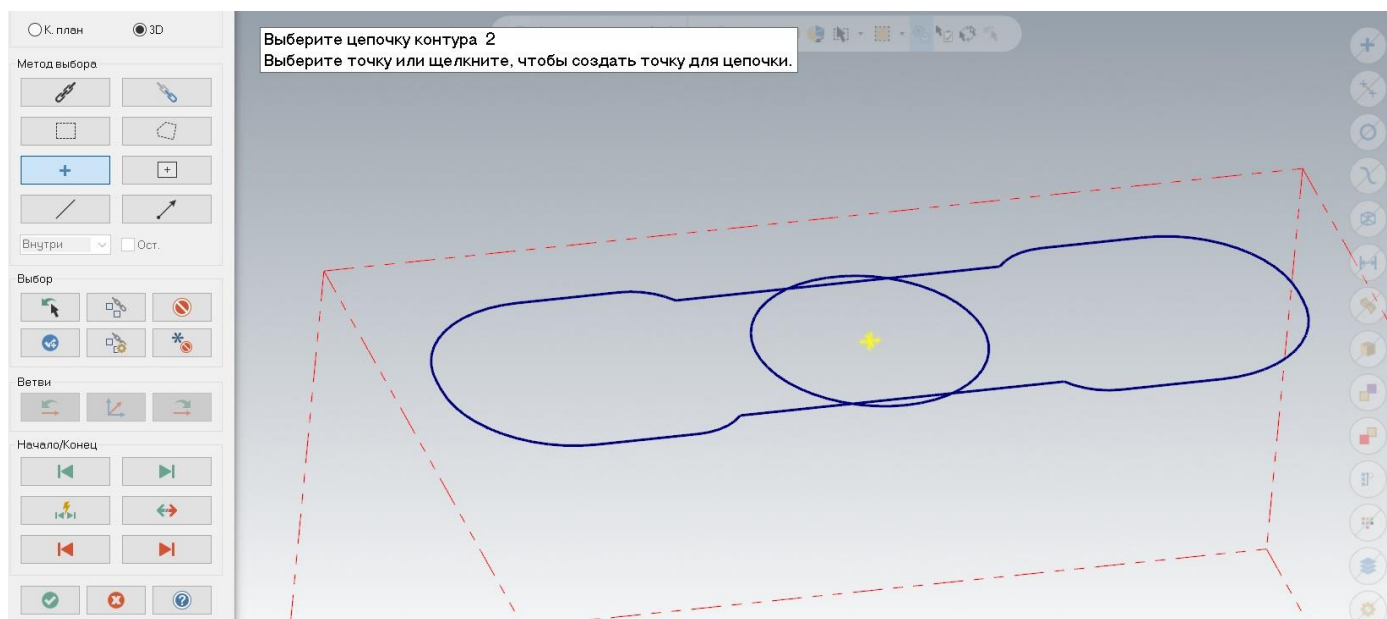 К. план
3D
Выберите цепочку контура 2
Выберите точку или щелкните, чтобы создать точку для цепочки.
Метод выбора
Внутри
Ост.
Выбор
Ветви
Начало/Конец